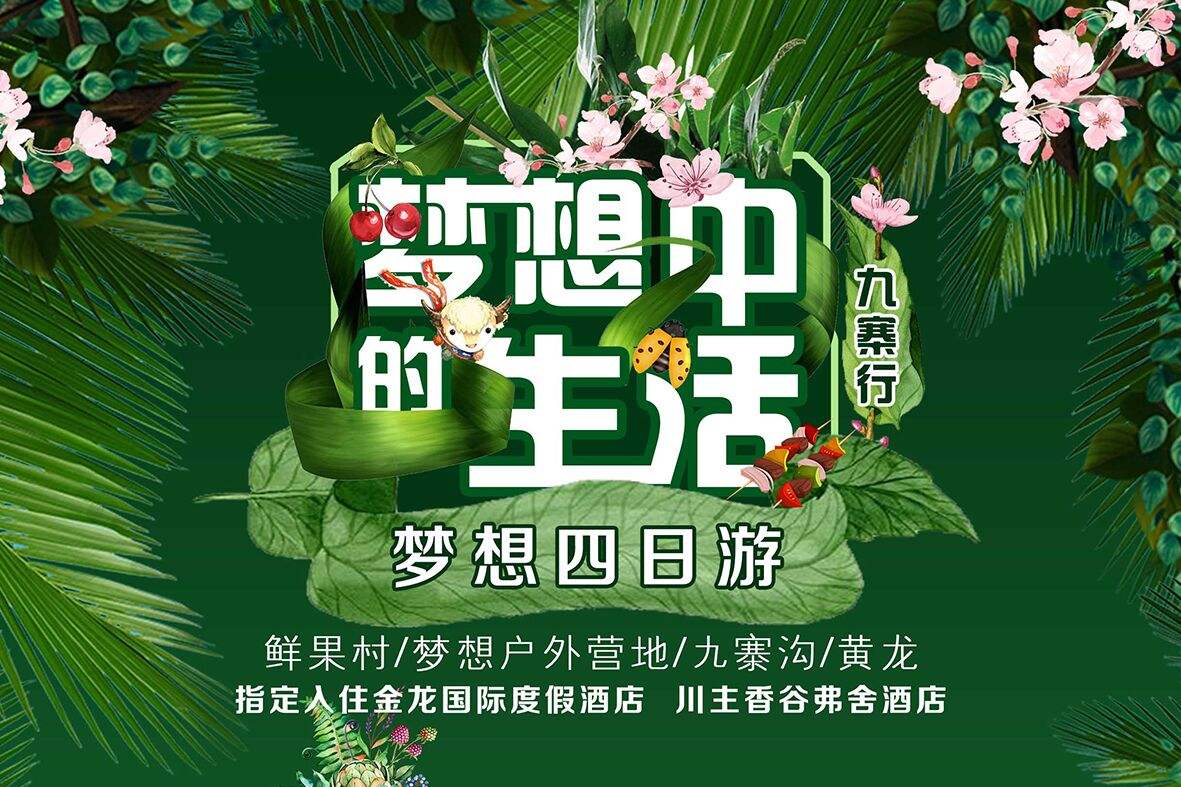 梦想中
的生活
九寨行
梦想四日游
鲜果村/梦想户外营地/九寨沟/黄龙
指定入住金龙国际度假酒店 川主香谷弗舍酒店